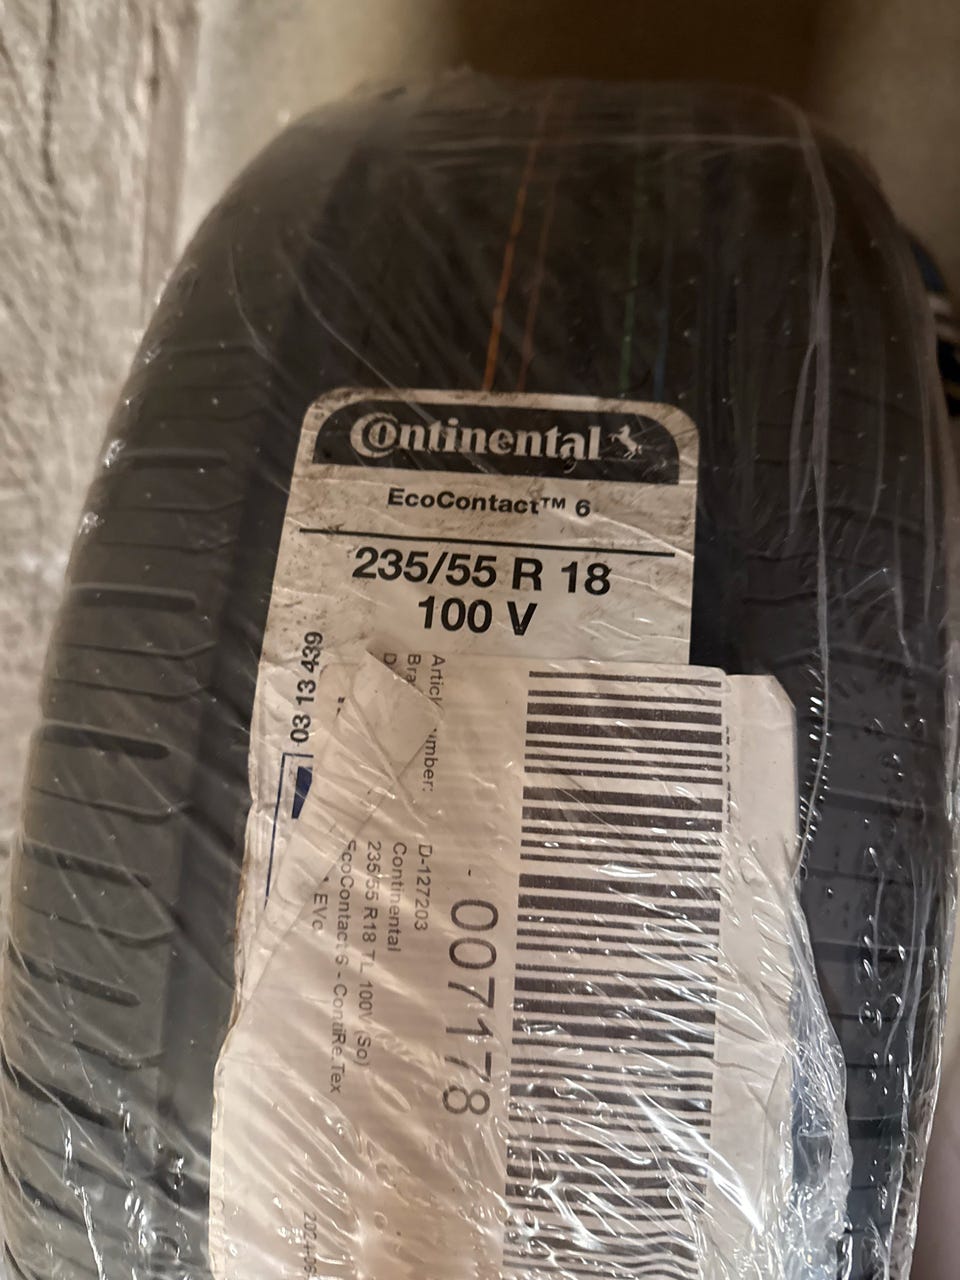 Continental
EcoContact™ 6
235/55 R 18
100 V
03 13 439
D-127203
Continental
235/55 R18 TL 100V (So)
EcoContact 6 - ContiRe.Tex
EVc
0071178